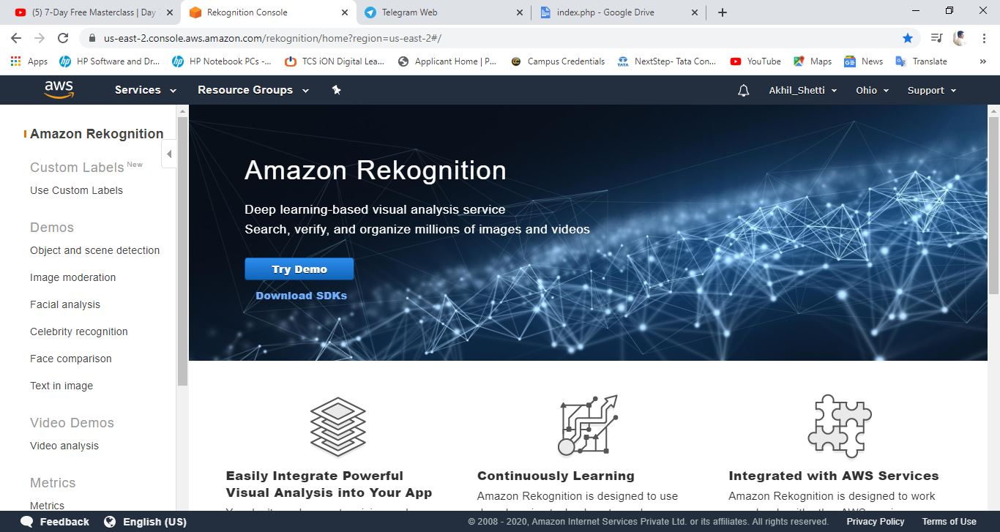 (5) 7-Day Free Masterclass | Day
Rekognition Console
Telegram Web
index.php - Google Drive
us-east-2.console.aws.amazon.com/rekognition/home?region=us-east-2#/
Apps
HP Software and Dr...
HP Notebook PCs -...
TCS iON Digital Lea...
Applicant Home | P...
Campus Credentials
NextStep- Tata Con...
YouTube
Maps
News
Translate
aws
Services
Resource Groups
Akhil_Shetti
Ohio
Support
Amazon Rekognition
Custom Labels New
Use Custom Labels
Demos
Object and scene detection
Image moderation
Facial analysis
Celebrity recognition
Face comparison
Text in image
Video Demos
Video analysis
Metrics
Metrics
Amazon Rekognition
Deep learning-based visual analysis service
Search, verify, and organize millions of images and videos
Try Demo
Download SDKs
Easily Integrate Powerful
Visual Analysis into Your App
Continuously Learning
Amazon Rekognition is designed to use
Integrated with AWS Services
Amazon Rekognition is designed to work
Feedback
English (US)
© 2008 - 2020, Amazon Internet Services Private Ltd. or its affiliates. All rights reserved.
Privacy Policy
Terms of Use